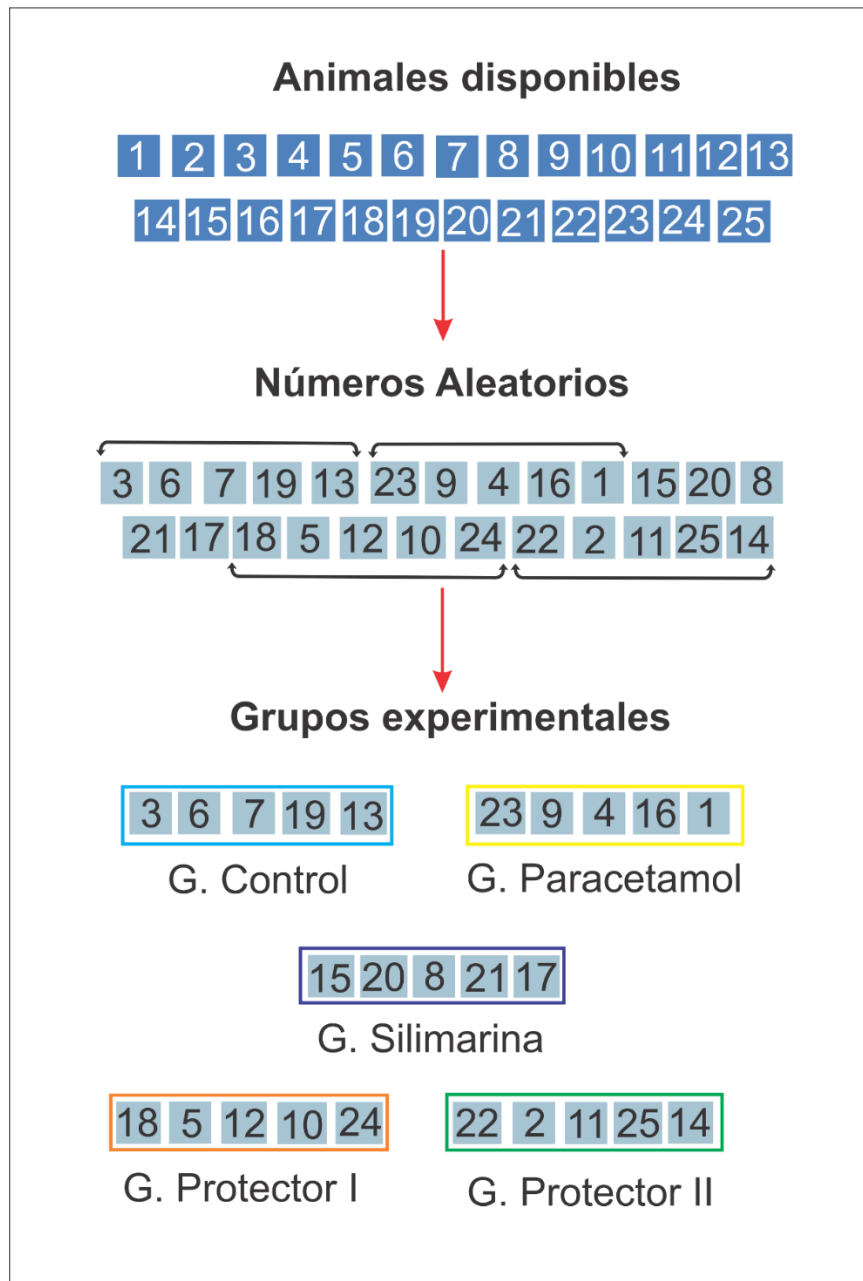 Animales disponibles
1 2 3 4 5 6 7 8 9 10 11 12 13
14 15 16 17 18 19 20 21 22 23 24 25
Números Aleatorios
3 6 7 19 13 23 9 4 16 1 15 20 8
21 17 18 5 12 10 24 22 2 11 25 14
Grupos experimentales
3 6 7 19 13
G. Control
23 9 4 16 1
G. Paracetamol
15 20 8 21 17
G. Silimarina
18 5 12 10 24
G. Protector I
22 2 11 25 14
G. Protector II